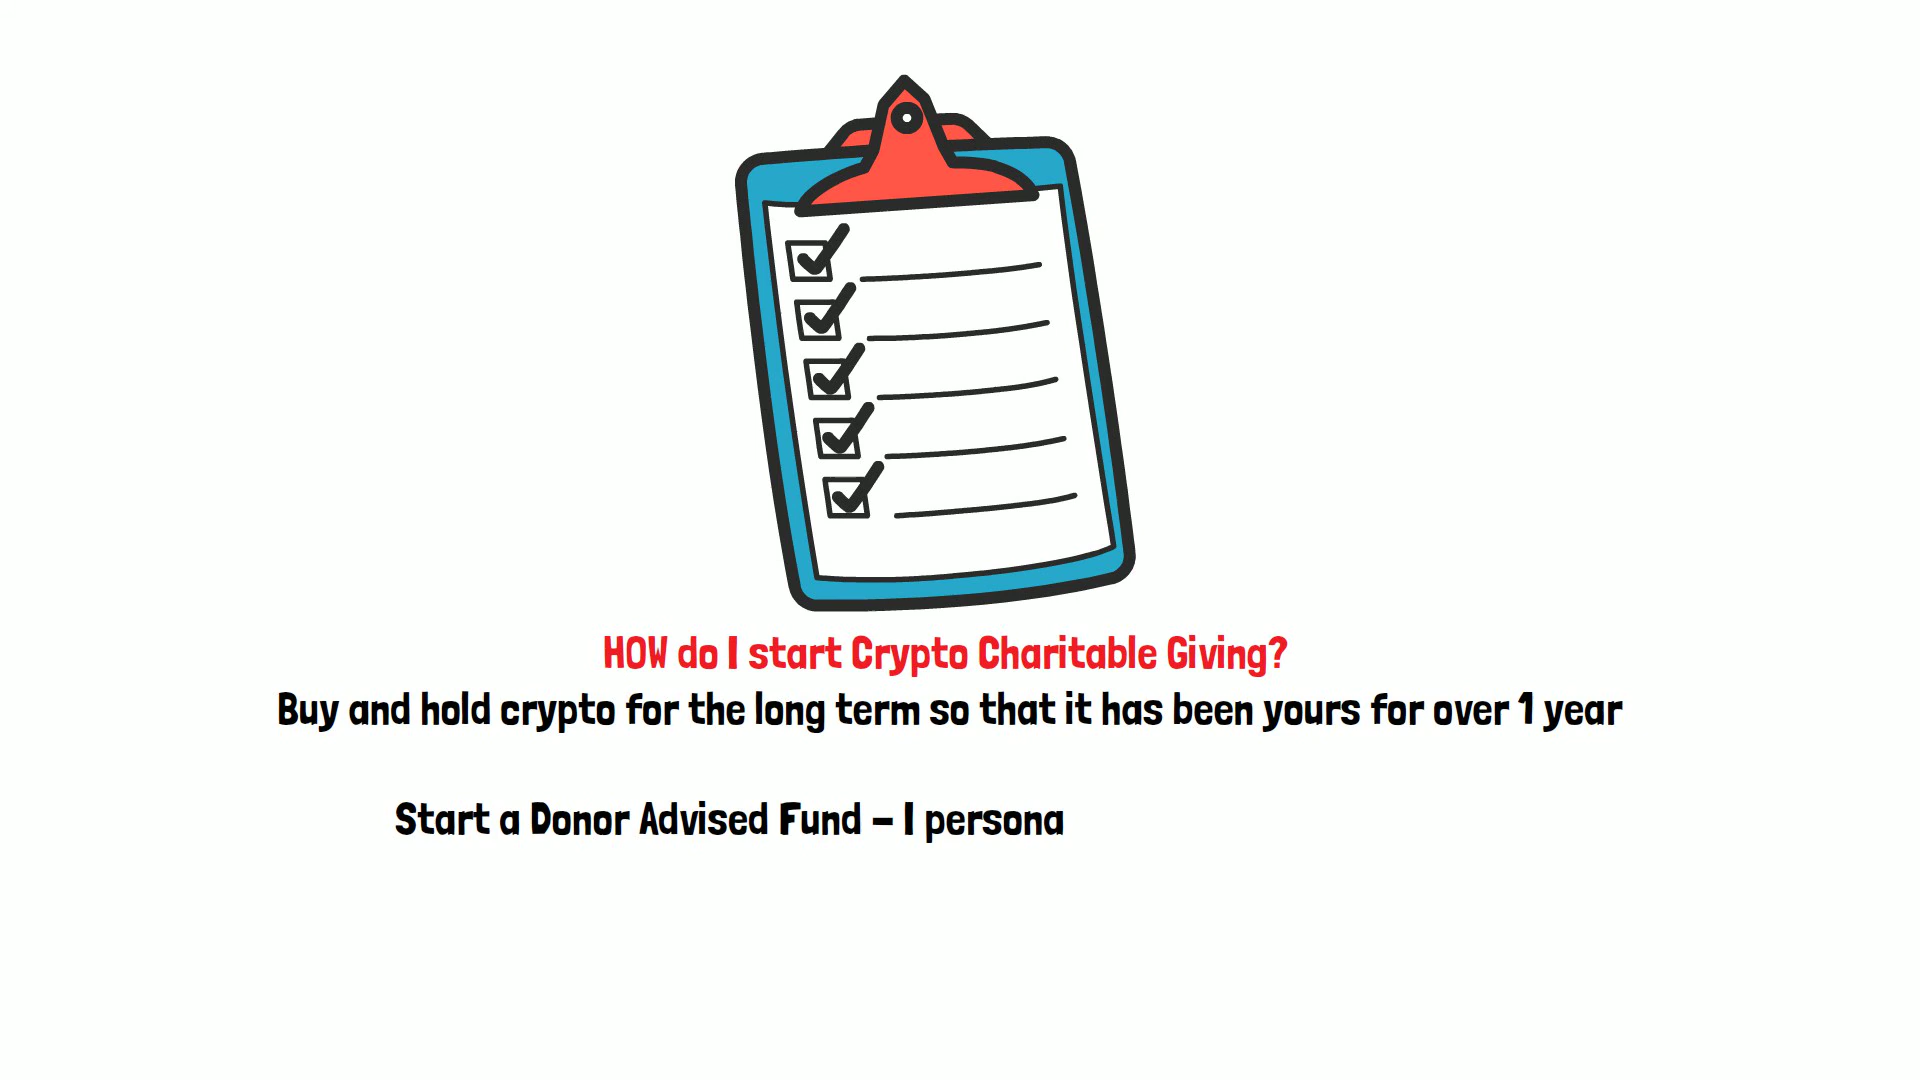 HOW do I start Crypto Charitable Giving?
Buy and hold crypto for the long term so that it has been yours for over 1 year
Start a Donor Advised Fund – I persona